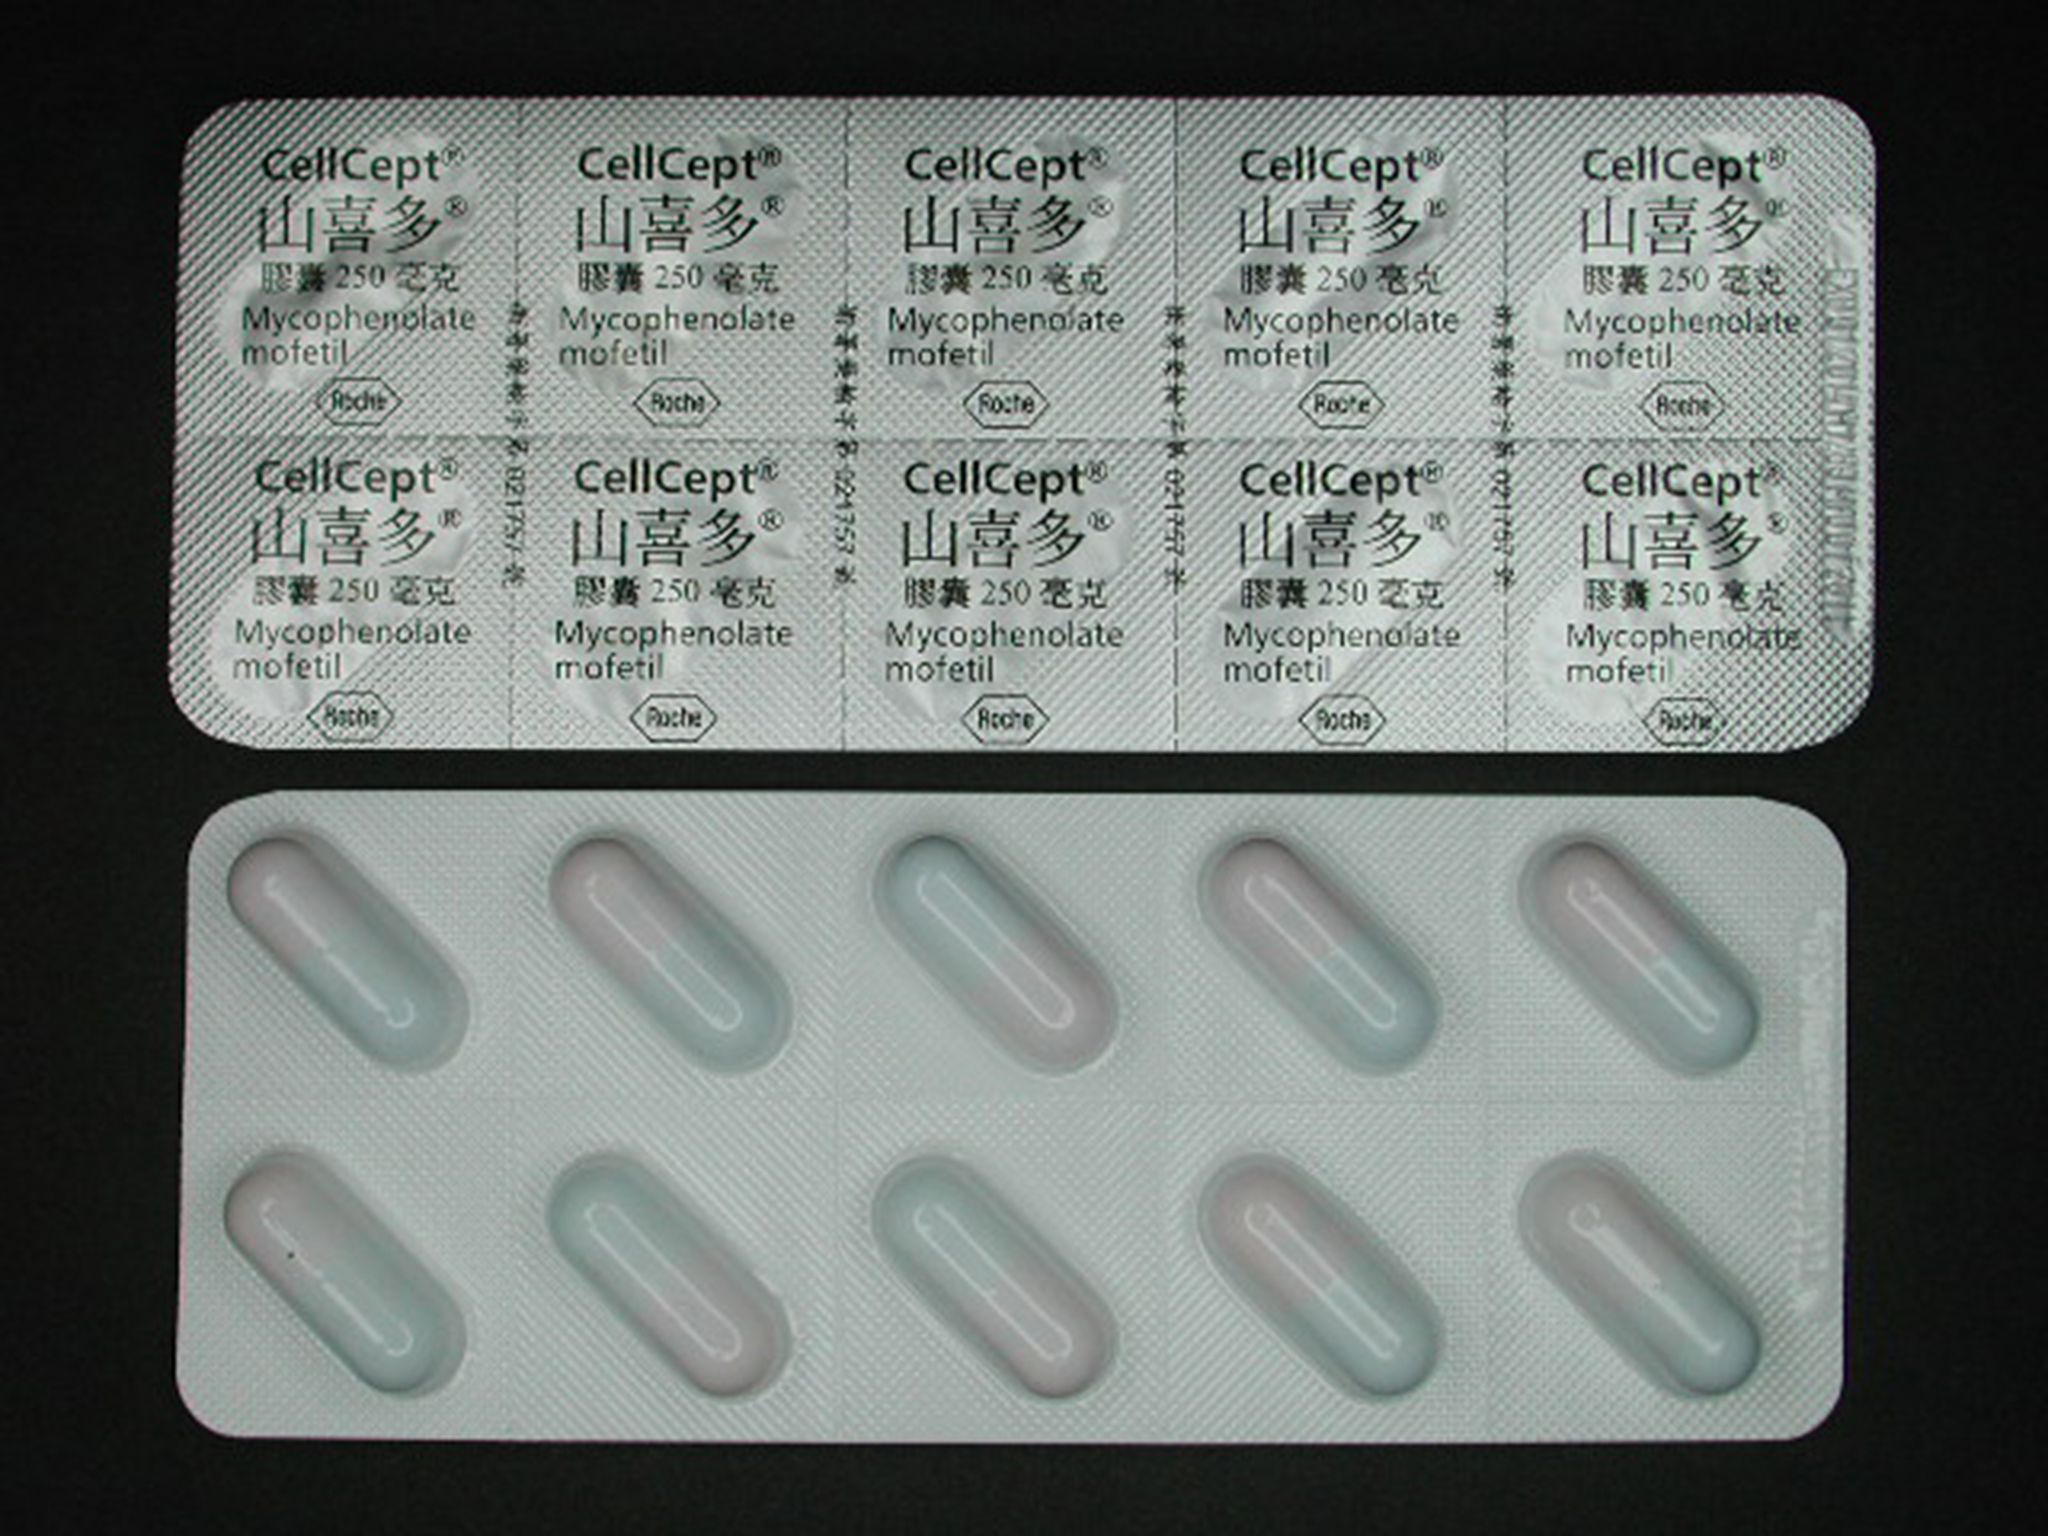 CellCept® CellCept® CellCept® CellCept® CellCept®
山喜多® 山喜多® 山喜多® 山喜多® 山喜多®
膠囊 250 毫克 膠囊 250 毫克 膠囊 250 毫克 膠囊 250 毫克 膠囊 250 毫克
Mycophenolate Mycophenolate Mycophenolate Mycophenolate Mycophenolate
mofetil mofetil mofetil mofetil mofetil
Roche Roche Roche Roche Roche
CellCept® CellCept® CellCept® CellCept® CellCept®
山喜多® 山喜多® 山喜多® 山喜多® 山喜多®
膠囊 250 毫克 膠囊 250 毫克 膠囊 250 毫克 膠囊 250 毫克 膠囊 250 毫克
Mycophenolate Mycophenolate Mycophenolate Mycophenolate Mycophenolate
mofetil mofetil mofetil mofetil mofetil
Roche Roche Roche Roche Roche
021757
021757
021757
021757